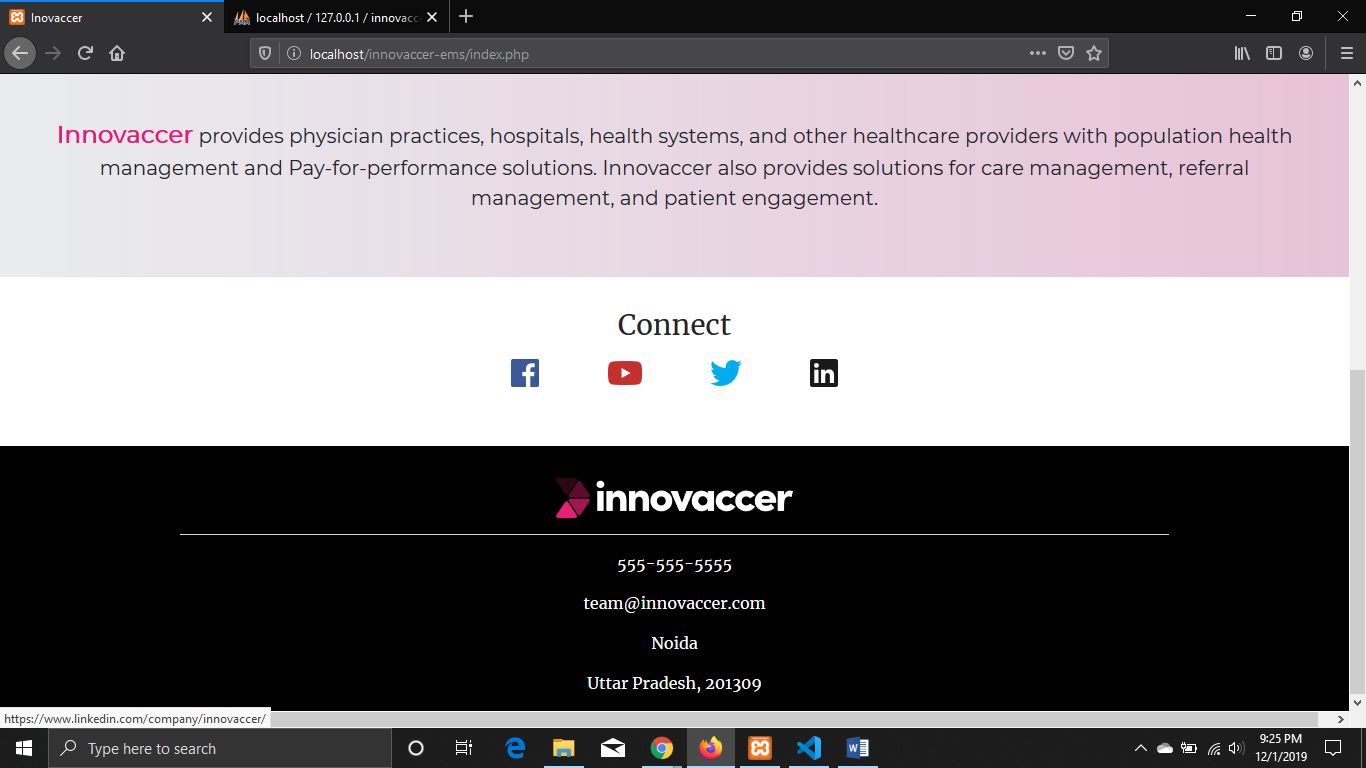 Inovaccer
localhost / 127.0.0.1 / innovacc
localhost/innovaccer-ems/index.php
Innovaccer provides physician practices, hospitals, health systems, and other healthcare providers with population health
management and Pay-for-performance solutions. Innovaccer also provides solutions for care management, referral
management, and patient engagement.
Connect
innovaccer
555-555-5555
team@innovaccer.com
Noida
Uttar Pradesh, 201309
https://www.linkedin.com/company/innovaccer/
Type here to search
9:25 PM
12/1/2019